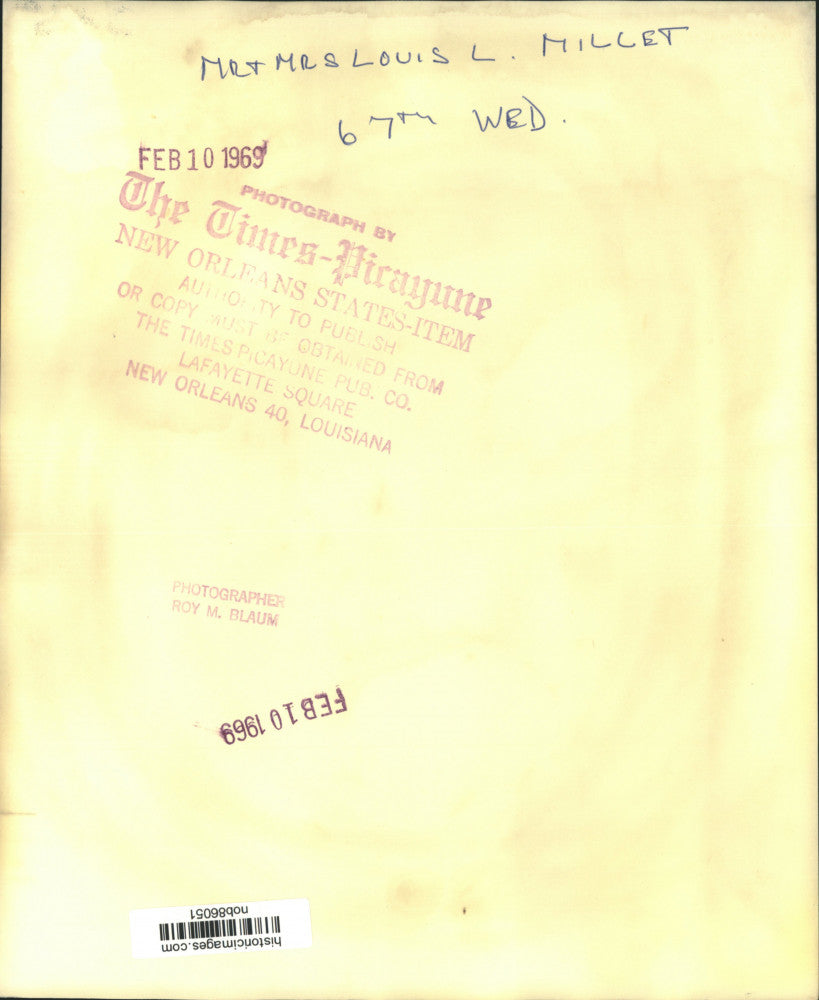 MR + MRS LOUIS L. MILLET
67TH WED.
FEB 10 1969
PHOTOGRAPH BY
The Times-Picayune
NEW ORLEANS STATES-ITEM
AUTHORITY TO PUBLISH
OR COPY MUST BE OBTAINED FROM
THE TIMES PICAYUNE PUB. CO.
LAFAYETTE SQUARE
NEW ORLEANS 40, LOUISIANA
PHOTOGRAPHER
ROY M. BLAUM
FEB 10 1969
historicimages.com
nob86051